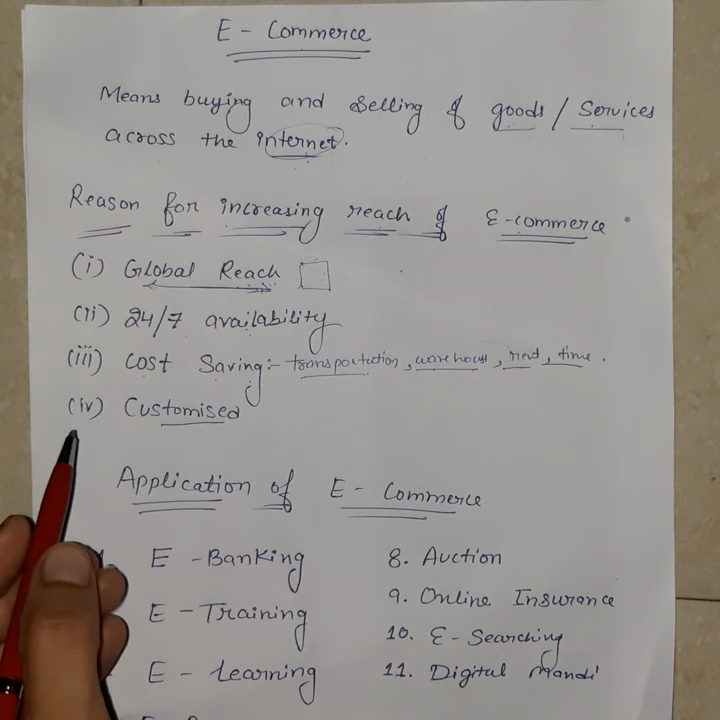 E - Commerce
Means buying and selling of goods / Services
across the internet.
Reason for increasing reach of E-commerce
(i) Global Reach
(ii) 24/7 availability
(iii) Cost Saving:- transportation, warehouse, rent, time.
(iv) Customised
Application of E - Commerce
E - Banking
E - Training
E - Learning
8. Auction
9. Online Insurance
10. E-Searching
11. Digital Mandi